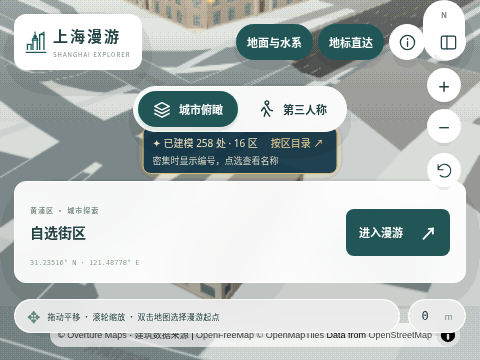 上海漫游
SHANGHAI EXPLORER
地面与水系
地标直达
N
城市俯瞰
第三人称
✦ 已建模 258 处 · 16 区 按区目录 ↗
密集时显示编号，点选查看名称
黄浦区 · 城市探索
自选街区
31.23516° N · 121.48778° E
进入漫游 ↗
拖动平移 · 滚轮缩放 · 双击地图选择漫游起点
0 m
© Overture Maps · 建筑数据来源 | OpenFreeMap © OpenMapTiles Data from OpenStreetMap